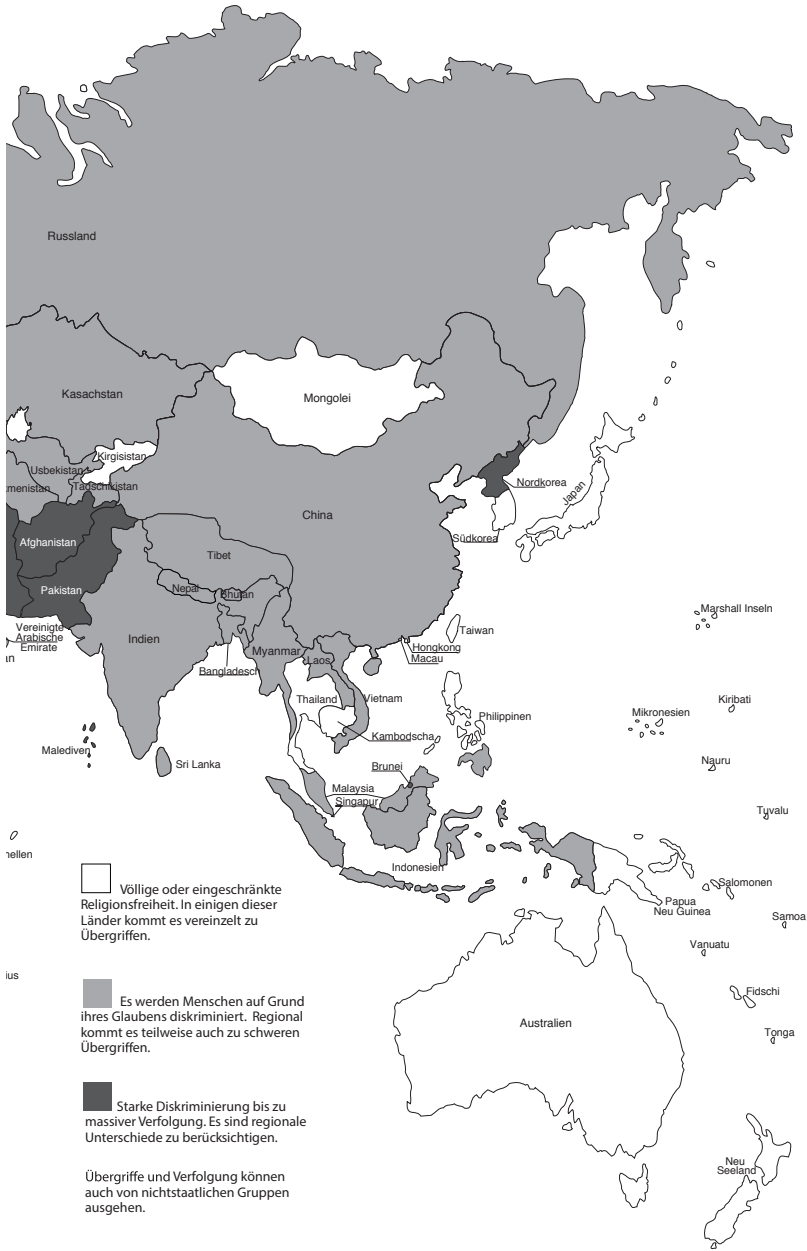 Russland
Kasachstan
Mongolei
Kirgisistan
Usbekistan
menistan
Tadschikistan
Nordkorea
Japan
China
Afghanistan
Südkorea
Tibet
Pakistan
Nepal
Bhutan
Marshall Inseln
Vereinigte
Arabische
Emirate
an
Indien
Taiwan
Hongkong
Macau
Myanmar
Laos
Bangladesch
Thailand
Vietnam
Kiribati
Mikronesien
Philippinen
Kambodscha
Malediven
Sri Lanka
Brunei
Nauru
Malaysia
Singapur
Tuvalu
hellen
Indonesien
Salomonen
Papua
Neu Guinea
Samoa
Vanuatu
ius
Fidschi
Australien
Tonga
Neu
Seeland
Völlige oder eingeschränkte
Religionsfreiheit. In einigen dieser
Länder kommt es vereinzelt zu
Übergriffen.
Es werden Menschen auf Grund
ihres Glaubens diskriminiert. Regional
kommt es teilweise auch zu schweren
Übergriffen.
Starke Diskriminierung bis zu
massiver Verfolgung. Es sind regionale
Unterschiede zu berücksichtigen.
Übergriffe und Verfolgung können
auch von nichtstaatlichen Gruppen
ausgehen.